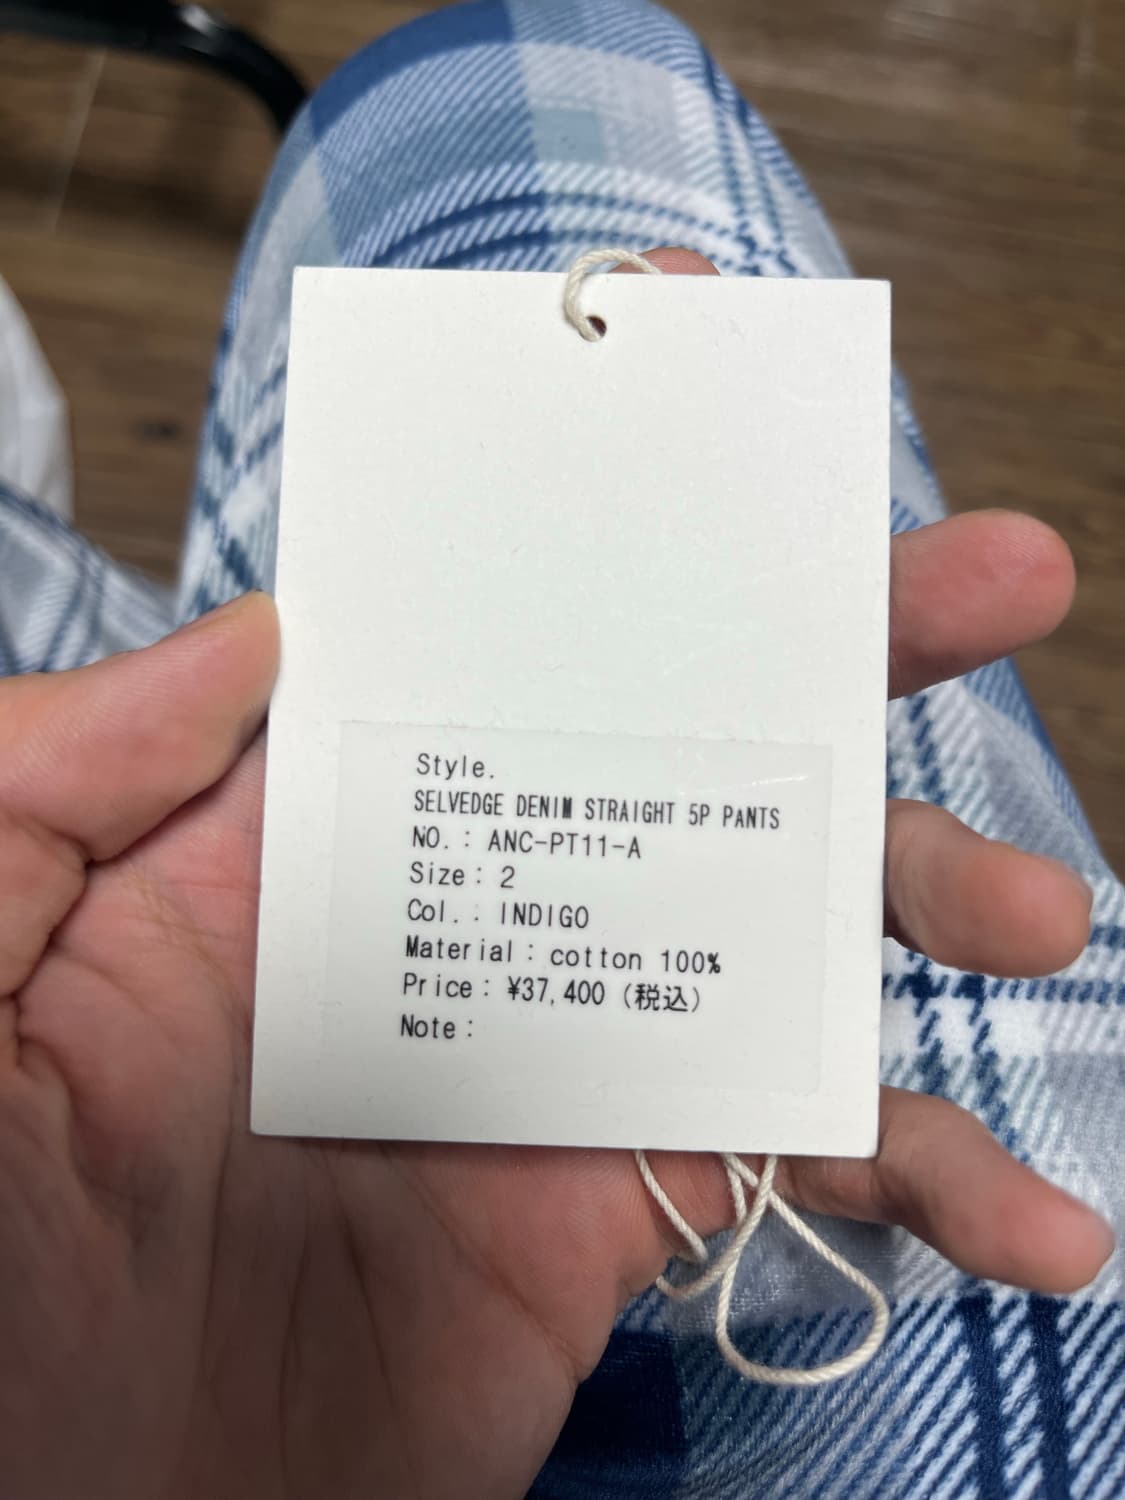 Style.
SELVEDGE DENIM STRAIGHT 5P PANTS
NO.: ANC-PT11-A
Size: 2
Col.: INDIGO
Material: cotton 100%
Price: ¥37,400 (税込)
Note: